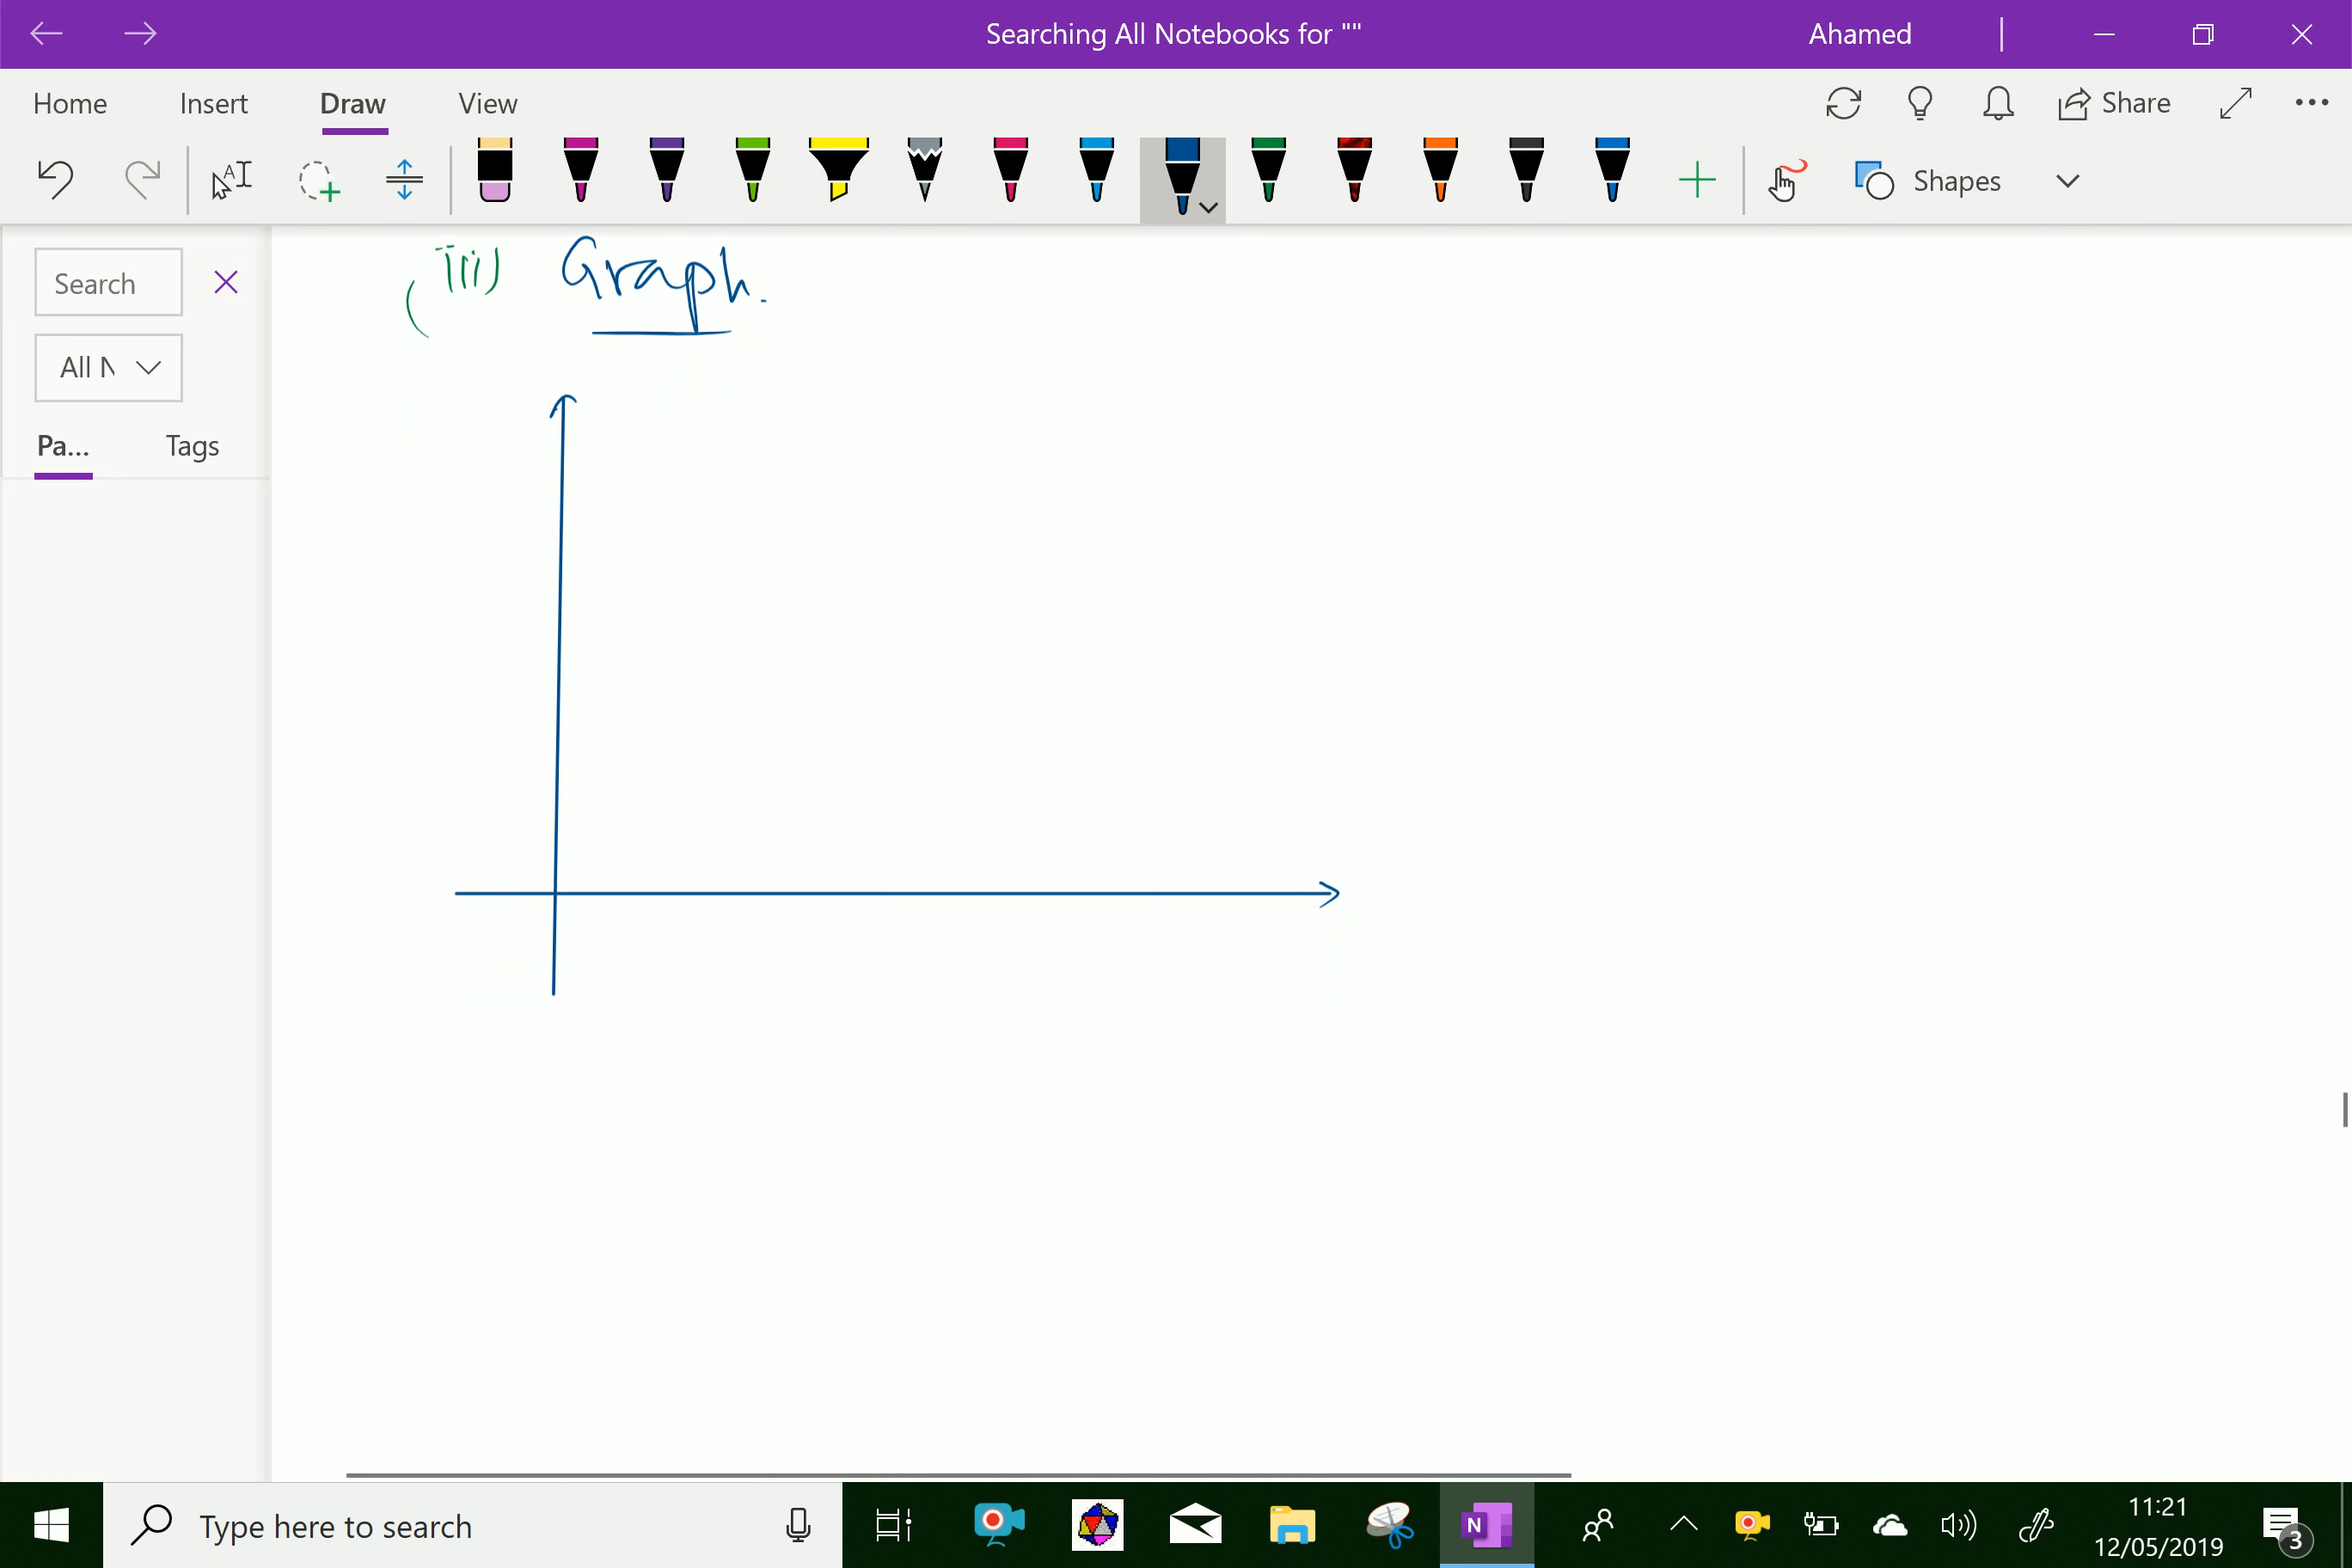 Searching All Notebooks for ""
Ahamed
Home Insert Draw View
Share
Shapes
Search
All N
Pa... Tags
(iii) Graph.
Type here to search
11:21
12/05/2019
3